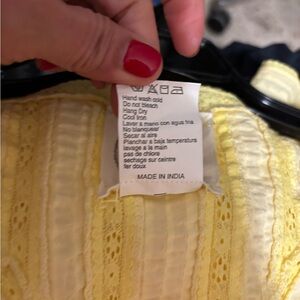 Hand wash cold
Do not bleach
Hang Dry
Cool Iron
Lavar a mano con agua fria
No blanquear
Secar al aire
Planchar a baja temperatura
lavage a la main
pas de chlore
sechage sur ceintre
fer doux
MADE IN INDIA